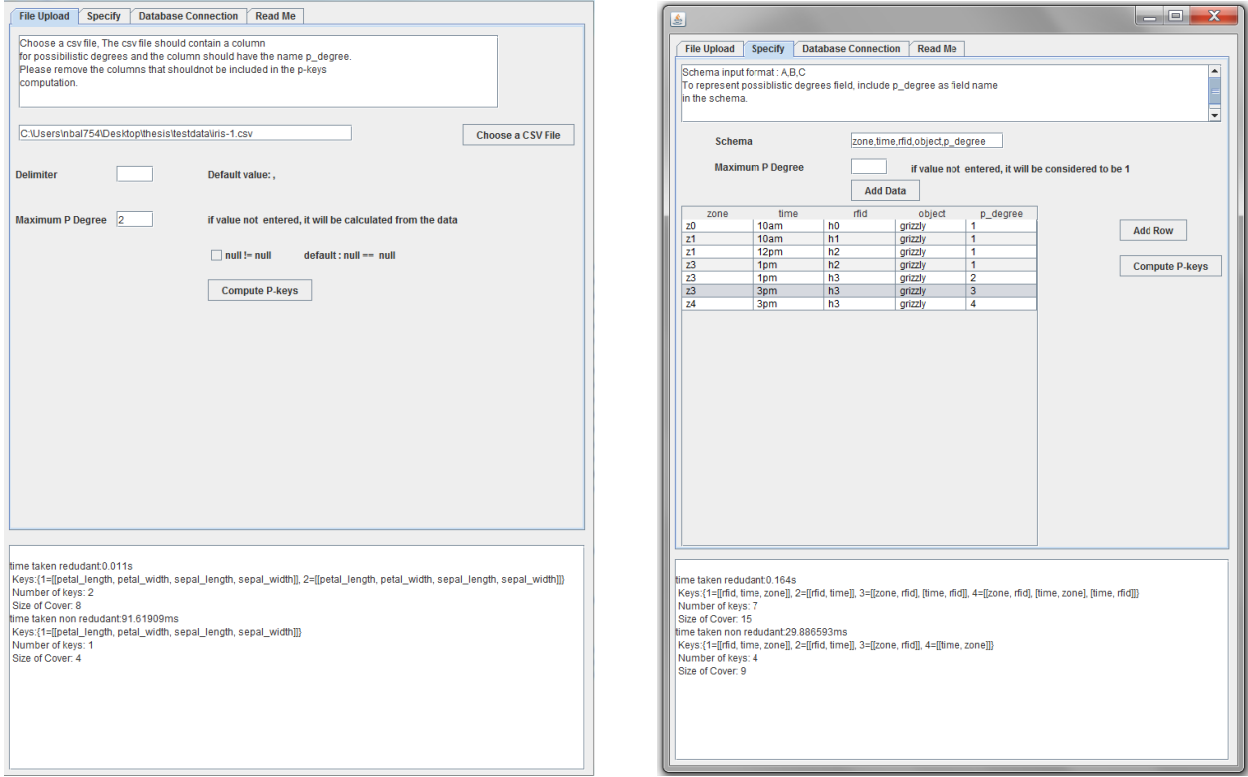 File Upload Specify Database Connection Read Me
Choose a csv file, The csv file should contain a column
for possibilistic degrees and the column should have the name p_degree.
Please remove the columns that shouldnot be included in the p-keys
computation.
C:\Users\nbal754\Desktop\thesis\testdata\iris-1.csv Choose a CSV File
Delimiter Default value: ,
Maximum P Degree 2 if value not entered, it will be calculated from the data
null != null default : null == null
Compute P-keys
time taken redudant:0.011s
Keys:{1=[[petal_length, petal_width, sepal_length, sepal_width]], 2=[[petal_length, petal_width, sepal_length, sepal_width]]}
Number of keys: 2
Size of Cover: 8
time taken non redudant:91.61909ms
Keys:{1=[[petal_length, petal_width, sepal_length, sepal_width]]}
Number of keys: 1
Size of Cover: 4
File Upload Specify Database Connection Read Me
Schema input format : A,B,C
To represent possiblistic degrees field, include p_degree as field name
in the schema.
Schema zone,time,rfid,object,p_degree
Maximum P Degree if value not entered, it will be considered to be 1
Add Data
zone time rfid object p_degree
z0 10am h0 grizzly 1
z1 10am h1 grizzly 1
z1 12pm h2 grizzly 1
z3 1pm h2 grizzly 1
z3 1pm h3 grizzly 2
z3 3pm h3 grizzly 3
z4 3pm h3 grizzly 4
Add Row
Compute P-keys
time taken redudant:0.164s
Keys:{1=[[rfid, time, zone]], 2=[[rfid, time]], 3=[[zone, rfid], [time, rfid]], 4=[[zone, rfid], [time, zone], [time, rfid]]}
Number of keys: 7
Size of Cover: 15
time taken non redudant:29.886593ms
Keys:{1=[[rfid, time, zone]], 2=[[rfid, time]], 3=[[zone, rfid]], 4=[[time, zone]]}
Number of keys: 4
Size of Cover: 9